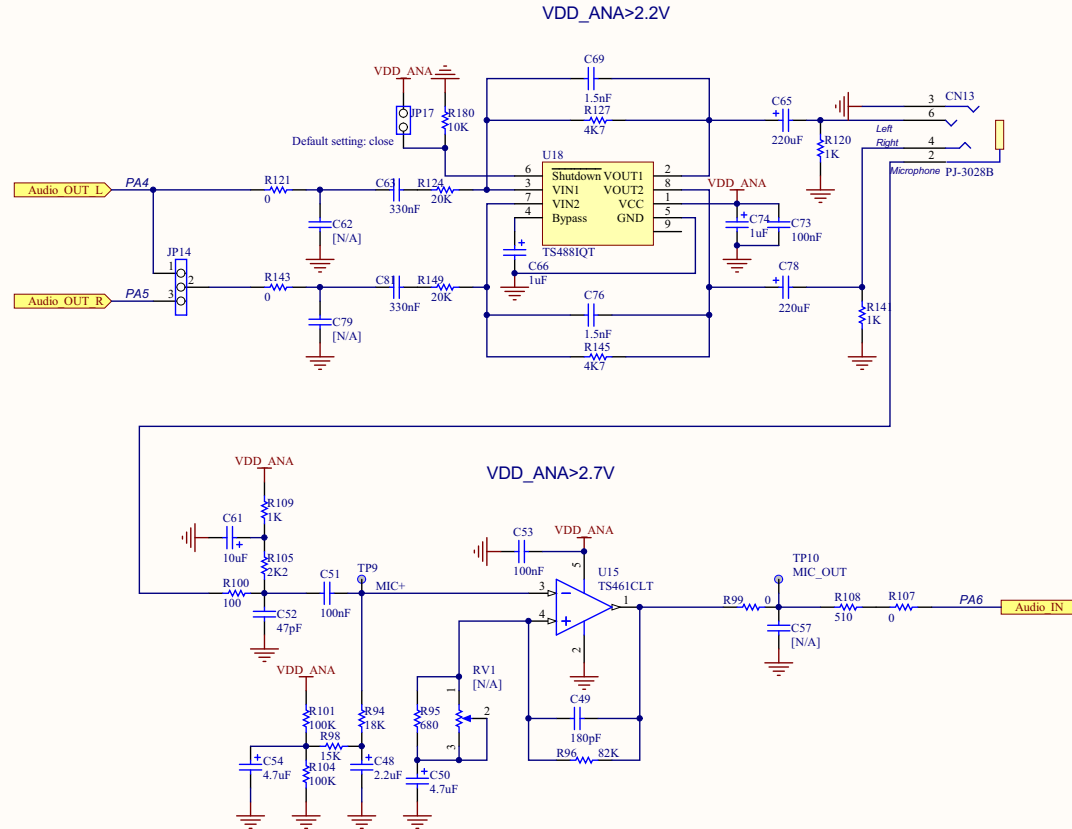 VDD_ANA>2.2V
C69
1.5nF
R127
4K7
VDD_ANA
JP17
R180
10K
Default setting: close
C65
220uF
R120
1K
CN13
3
6
4
2
Left
Right
Microphone
PJ-3028B
U18
6
3
7
4
Shutdown
VIN1
VIN2
Bypass
VOUT1
VOUT2
VCC
GND
2
8
1
5
9
TS488IQT
Audio_OUT_L
PA4
R121
0
C62
[N/A]
C63
330nF
R124
20K
VDD_ANA
C74
1uF
C73
100nF
C66
1uF
JP14
1
2
3
Audio_OUT_R
PA5
R143
0
C79
[N/A]
C81
330nF
R149
20K
C76
1.5nF
R145
4K7
C78
220uF
R141
1K
VDD_ANA
VDD_ANA>2.7V
R109
1K
C61
10uF
R105
2K2
R100
100
C52
47pF
C51
100nF
TP9
MIC+
C53
100nF
VDD_ANA
5
U15
TS461CLT
3
4
1
2
R99
0
TP10
MIC_OUT
C57
[N/A]
R108
510
R107
0
PA6
Audio_IN
VDD_ANA
R101
100K
R98
15K
R104
100K
C54
4.7uF
R94
18K
C48
2.2uF
R95
680
RV1
[N/A]
1
2
3
C50
4.7uF
C49
180pF
R96
82K